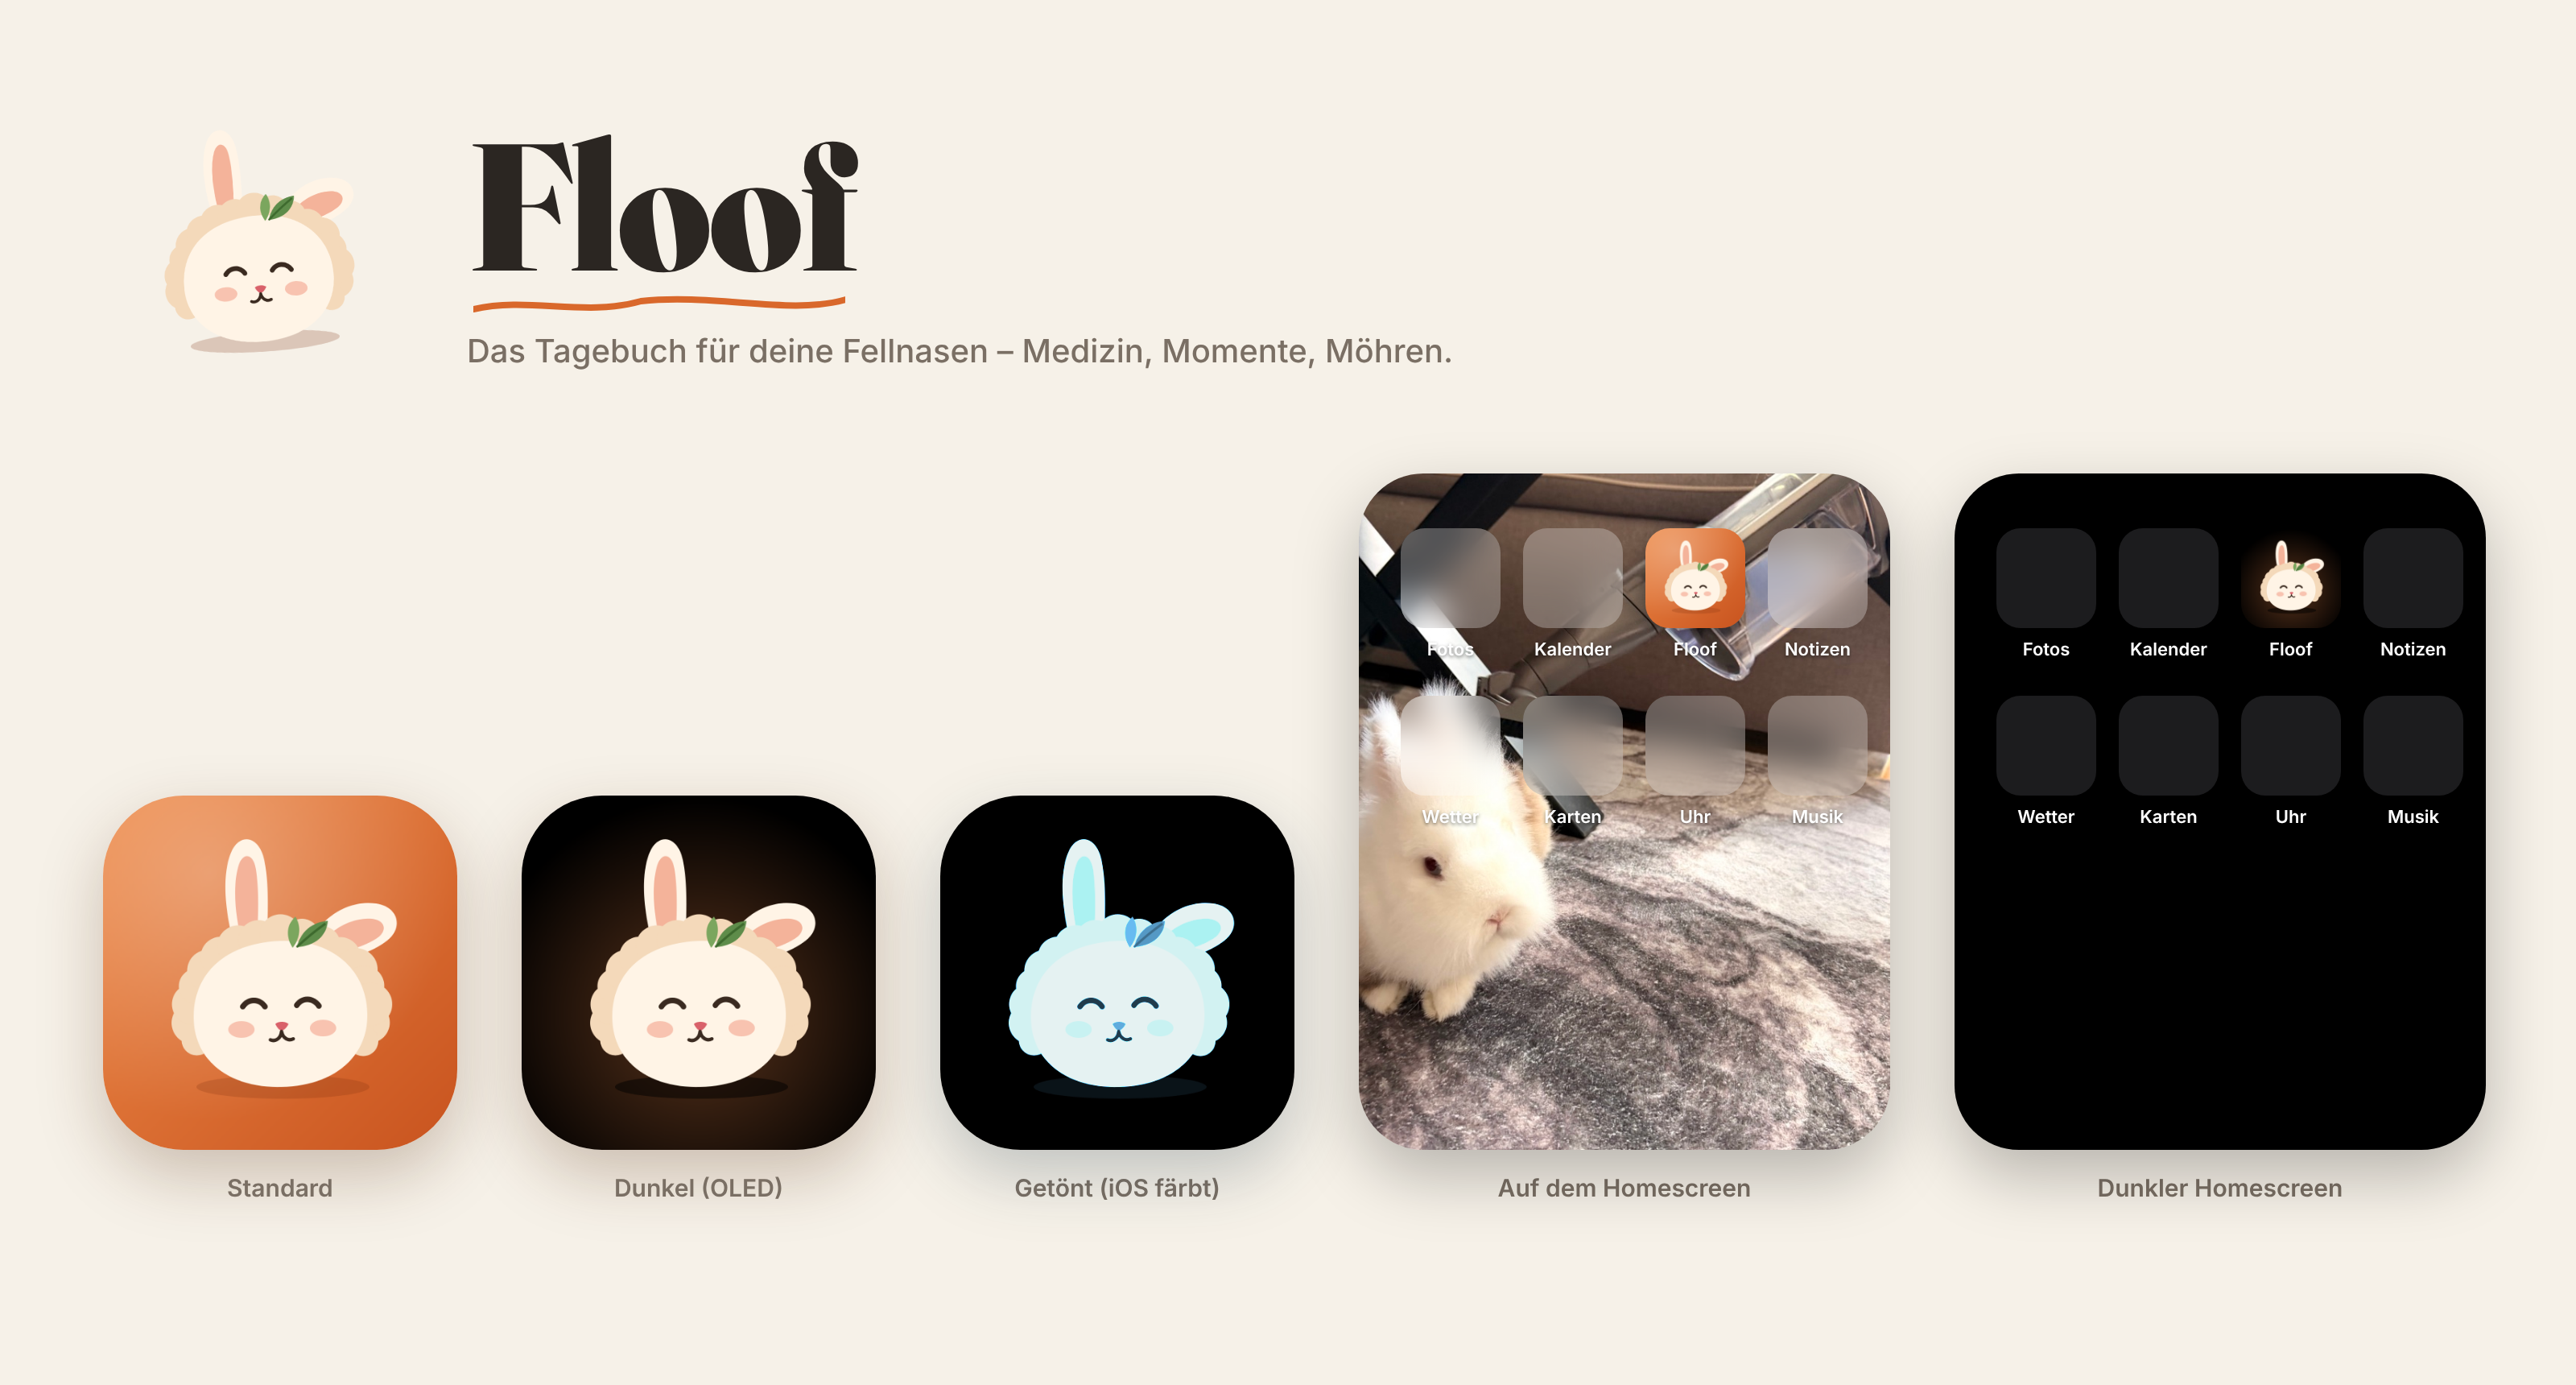 Floof
Das Tagebuch für deine Fellnasen – Medizin, Momente, Möhren.
Fotos Kalender Floof Notizen
Wetter Karten Uhr Musik
Fotos Kalender Floof Notizen
Wetter Karten Uhr Musik
Standard
Dunkel (OLED)
Getönt (iOS färbt)
Auf dem Homescreen
Dunkler Homescreen